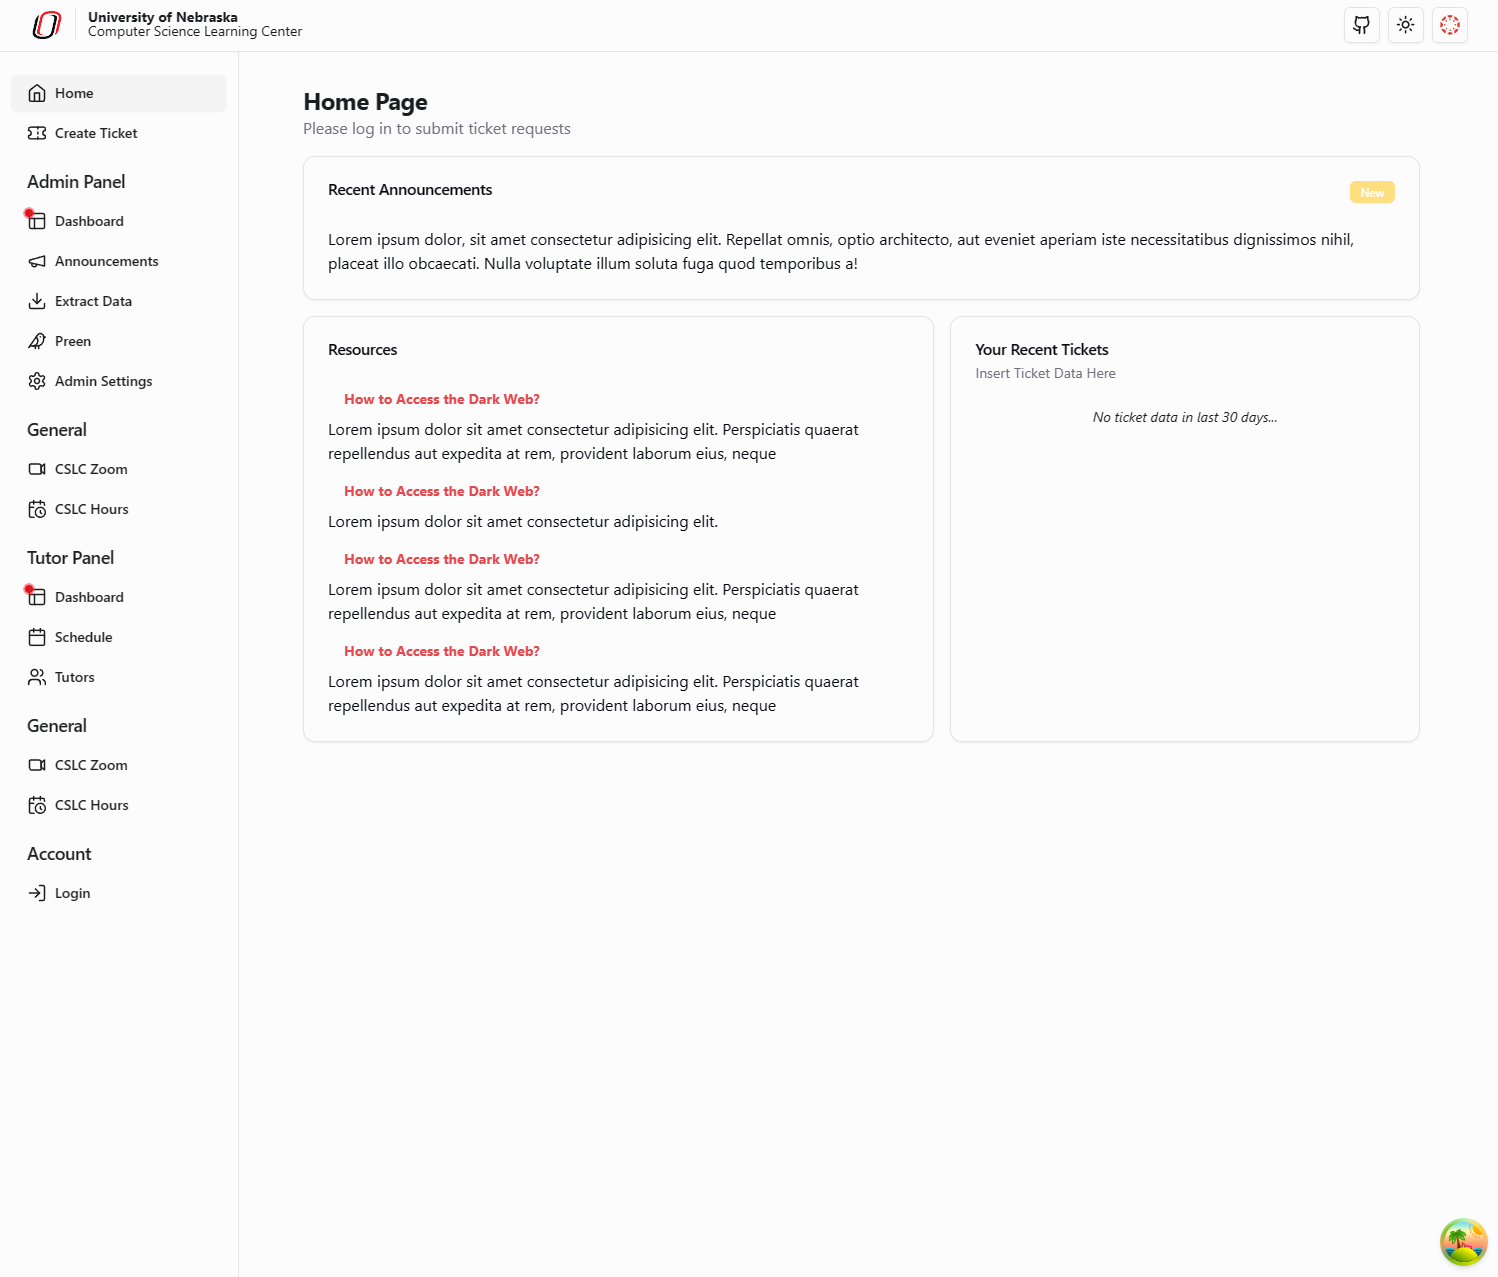 University of Nebraska
Computer Science Learning Center
Home
Create Ticket
Admin Panel
Dashboard
Announcements
Extract Data
Preen
Admin Settings
General
CSLC Zoom
CSLC Hours
Tutor Panel
Dashboard
Schedule
Tutors
General
CSLC Zoom
CSLC Hours
Account
Login
Home Page
Please log in to submit ticket requests
Recent Announcements
New
Lorem ipsum dolor, sit amet consectetur adipisicing elit. Repellat omnis, optio architecto, aut eveniet aperiam iste necessitatibus dignissimos nihil,
placeat illo obcaecati. Nulla voluptate illum soluta fuga quod temporibus a!
Resources
How to Access the Dark Web?
Lorem ipsum dolor sit amet consectetur adipisicing elit. Perspiciatis quaerat
repellendus aut expedita at rem, provident laborum eius, neque
How to Access the Dark Web?
Lorem ipsum dolor sit amet consectetur adipisicing elit.
How to Access the Dark Web?
Lorem ipsum dolor sit amet consectetur adipisicing elit. Perspiciatis quaerat
repellendus aut expedita at rem, provident laborum eius, neque
How to Access the Dark Web?
Lorem ipsum dolor sit amet consectetur adipisicing elit. Perspiciatis quaerat
repellendus aut expedita at rem, provident laborum eius, neque
Your Recent Tickets
Insert Ticket Data Here
No ticket data in last 30 days...